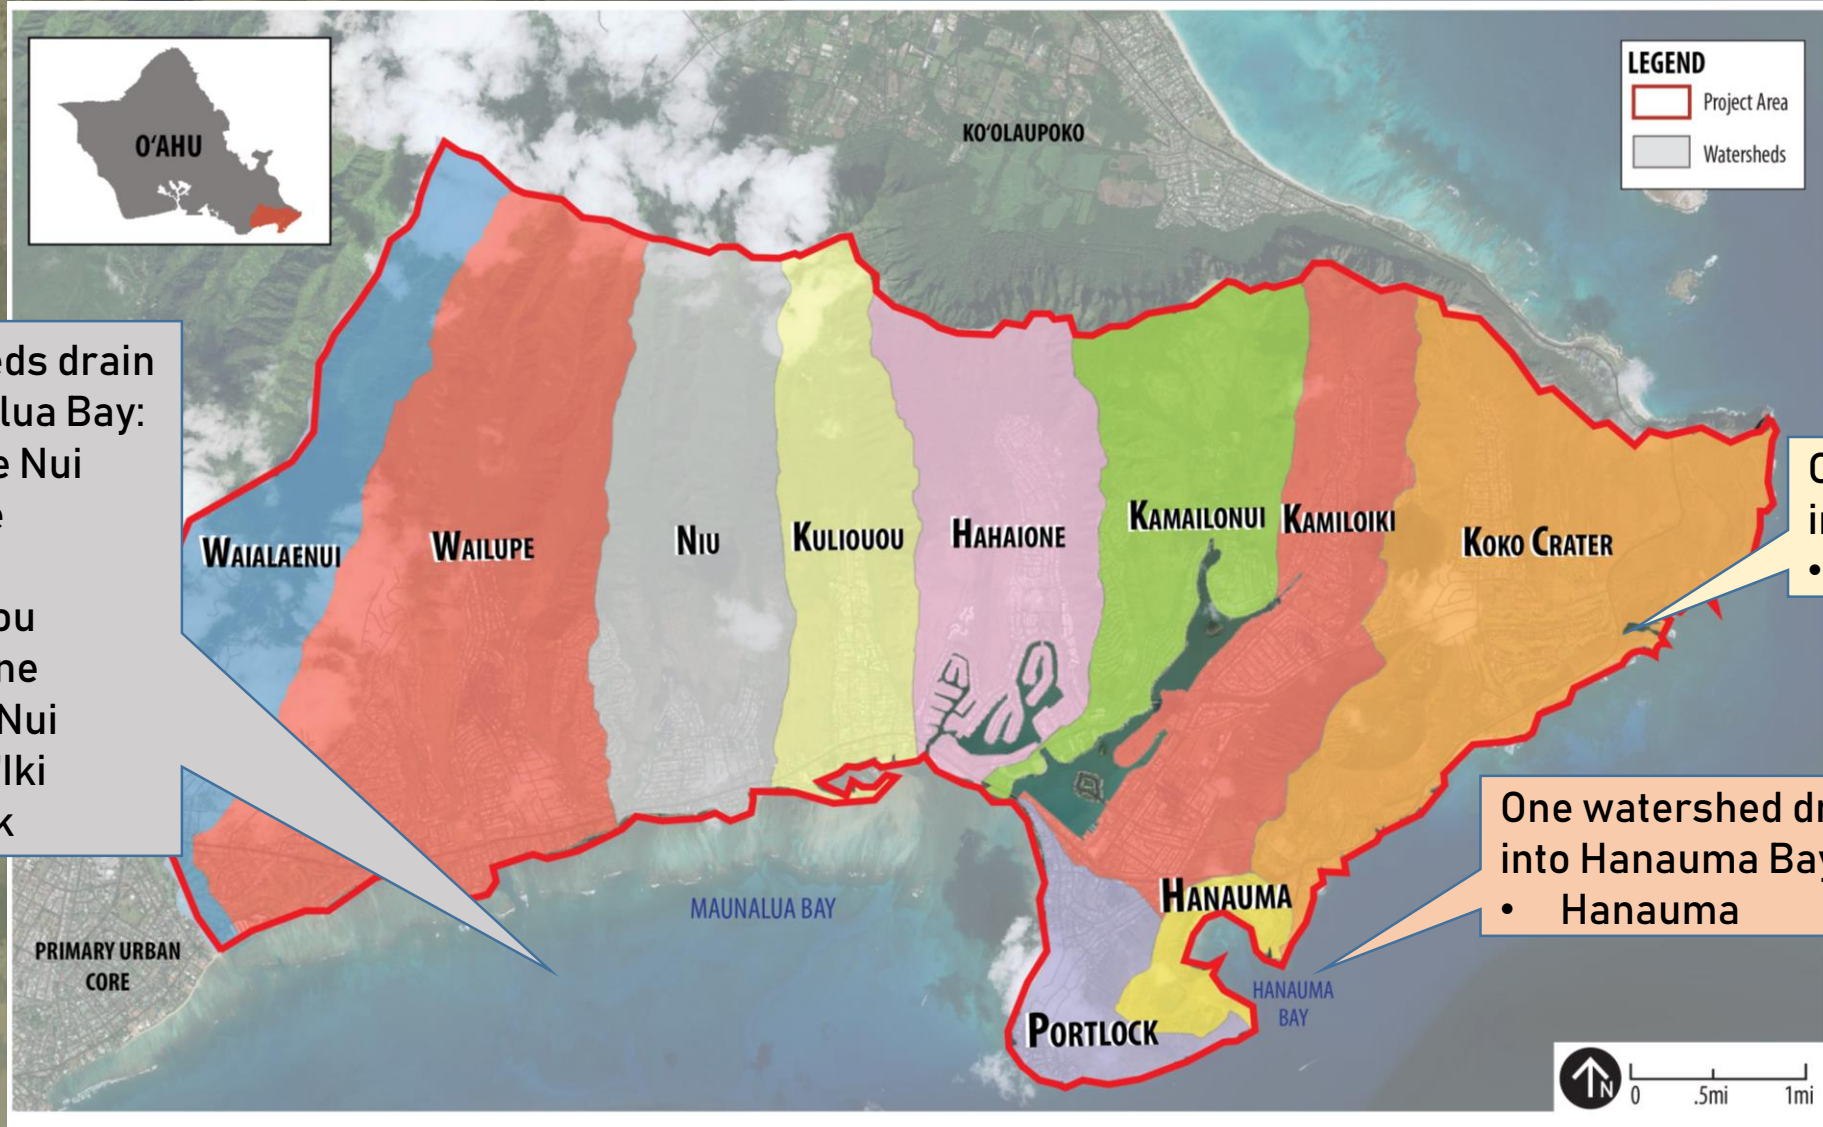 O'AHU
KO'OLAUPOKO
LEGEND
Project Area
Watersheds
eds drain
lua Bay:
e Nui
e
ou
ne
Nui
'Iki
k
WAIALAENUI
WAILUPE
NIU
KULIOUOU
HAHAIONE
KAMAILONUI
KAMILOIKI
KOKO CRATER
•
One watershed dr
into Hanauma Bay
• Hanauma
HANAUMA
MAUNALUA BAY
PRIMARY URBAN
CORE
HANAUMA
BAY
PORTLOCK
N
0 .5mi 1mi